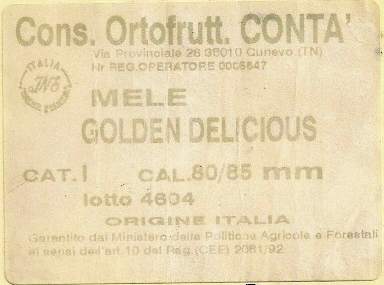 Cons. Ortofrutt. CONTA'
Via Provinciale 26 38010 Cunevo (TN)
Nr REG.OPERATORE 0006647
ITALIA
MELE
GOLDEN DELICIOUS
CAT. I CAL.80/85 mm
lotto 4604
ORIGINE ITALIA
Garantito dal Ministero delle Politiche Agricole e Forestali
ai sensi dell'art.10 del Reg.(CEE) 2081/92